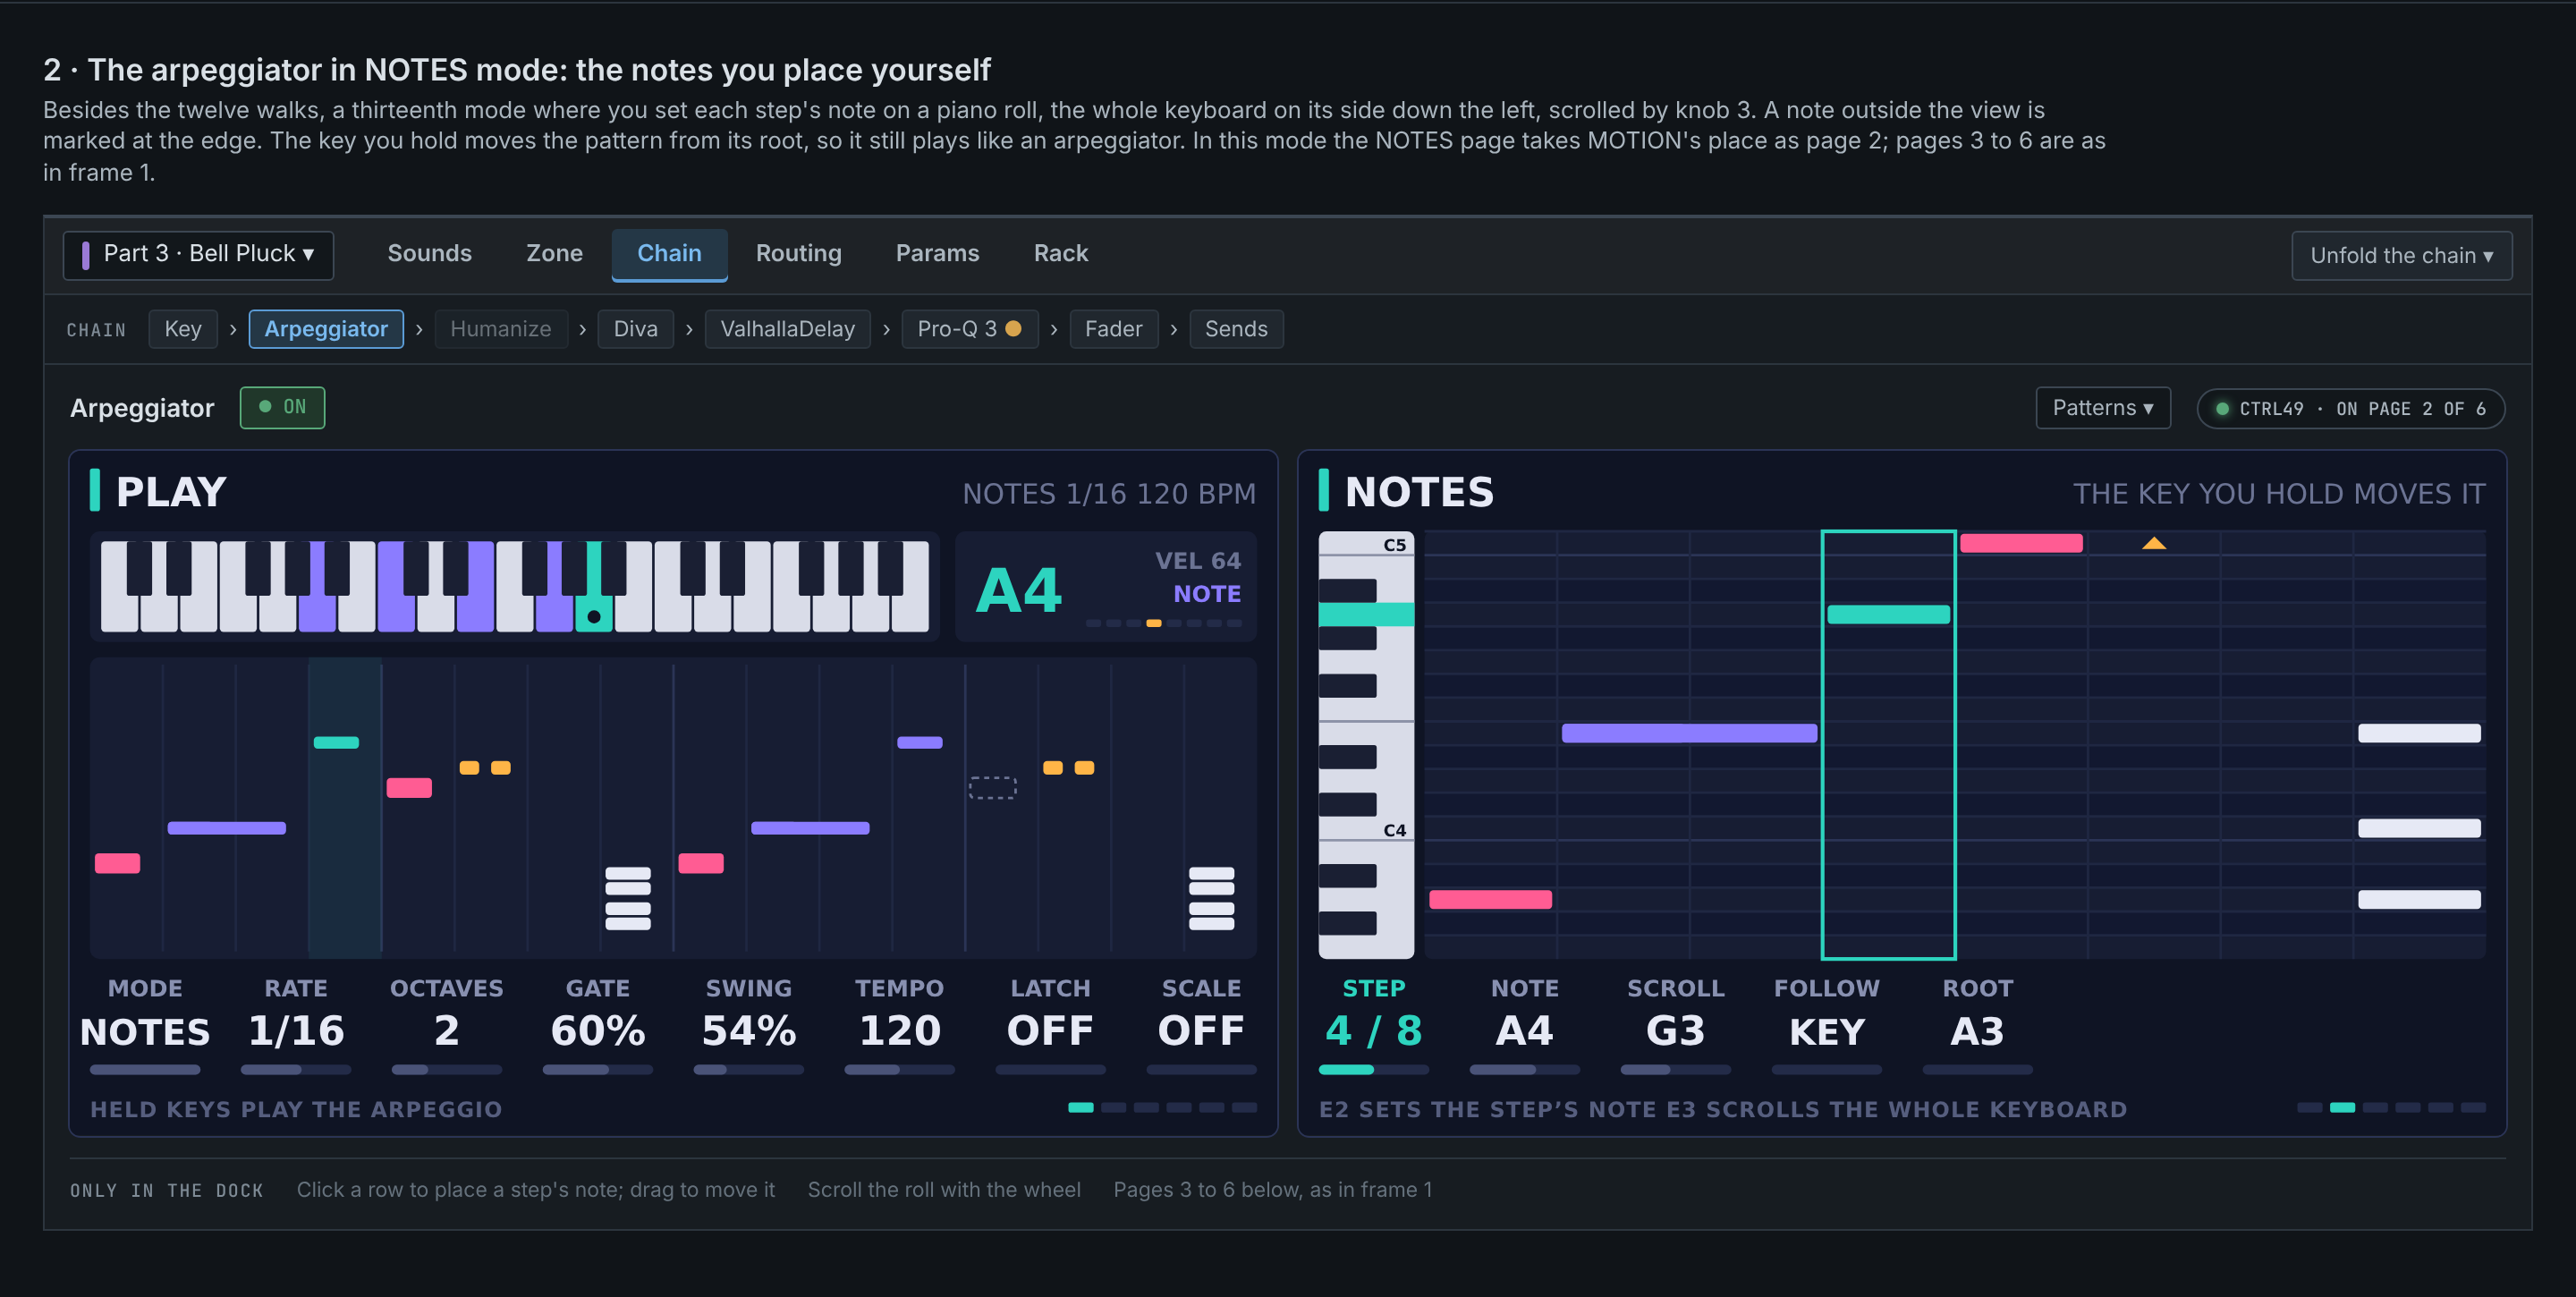 2 · The arpeggiator in NOTES mode: the notes you place yourself
Besides the twelve walks, a thirteenth mode where you set each step's note on a piano roll, the whole keyboard on its side down the left, scrolled by knob 3. A note outside the view is
marked at the edge. The key you hold moves the pattern from its root, so it still plays like an arpeggiator. In this mode the NOTES page takes MOTION's place as page 2; pages 3 to 6 are as
in frame 1.
Part 3 · Bell Pluck ▾ Sounds Zone Chain Routing Params Rack Unfold the chain ▾
CHAIN Key › Arpeggiator › Humanize › Diva › ValhallaDelay › Pro-Q 3 › Fader › Sends
Arpeggiator ON Patterns ▾ CTRL49 · ON PAGE 2 OF 6
PLAY NOTES 1/16 120 BPM
A4 VEL 64
NOTE
MODE RATE OCTAVES GATE SWING TEMPO LATCH SCALE
NOTES 1/16 2 60% 54% 120 OFF OFF
HELD KEYS PLAY THE ARPEGGIO
NOTES THE KEY YOU HOLD MOVES IT
C5
C4
STEP NOTE SCROLL FOLLOW ROOT
4 / 8 A4 G3 KEY A3
E2 SETS THE STEP’S NOTE E3 SCROLLS THE WHOLE KEYBOARD
ONLY IN THE DOCK Click a row to place a step's note; drag to move it Scroll the roll with the wheel Pages 3 to 6 below, as in frame 1